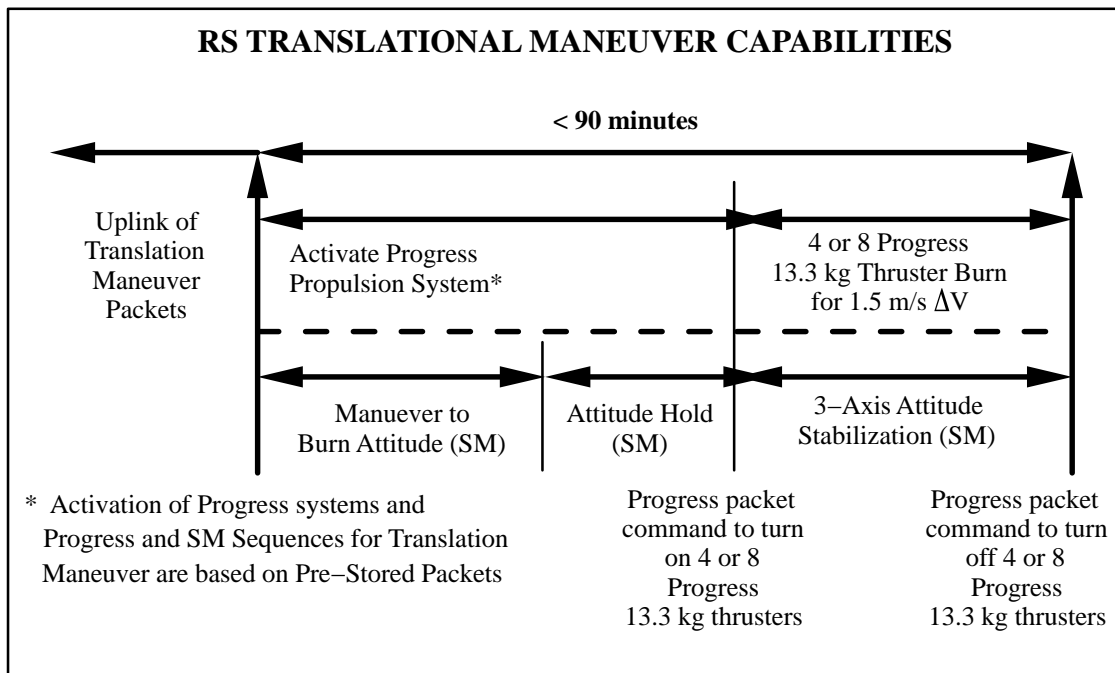 RS TRANSLATIONAL MANEUVER CAPABILITIES
< 90 minutes
Uplink of
Translation
Maneuver
Packets
Activate Progress
Propulsion System*
4 or 8 Progress
13.3 kg Thruster Burn
for 1.5 m/s ΔV
Manuever to
Burn Attitude (SM)
Attitude Hold
(SM)
3−Axis Attitude
Stabilization (SM)
* Activation of Progress systems and
Progress and SM Sequences for Translation
Maneuver are based on Pre−Stored Packets
Progress packet
command to turn
on 4 or 8
Progress
13.3 kg thrusters
Progress packet
command to turn
off 4 or 8
Progress
13.3 kg thrusters